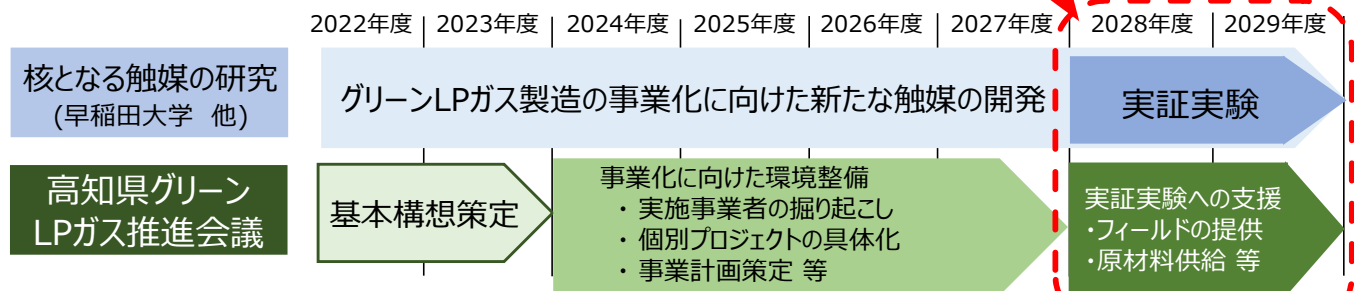 2022年度 2023年度 2024年度 2025年度 2026年度 2027年度 2028年度 2029年度
核となる触媒の研究
(早稲田大学 他)
グリーンLPガス製造の事業化に向けた新たな触媒の開発
実証実験
高知県グリーン
LPガス推進会議
基本構想策定
事業化に向けた環境整備
・ 実施事業者の掘り起こし
・ 個別プロジェクトの具体化
・ 事業計画策定 等
実証実験への支援
・フィールドの提供
・原材料供給 等